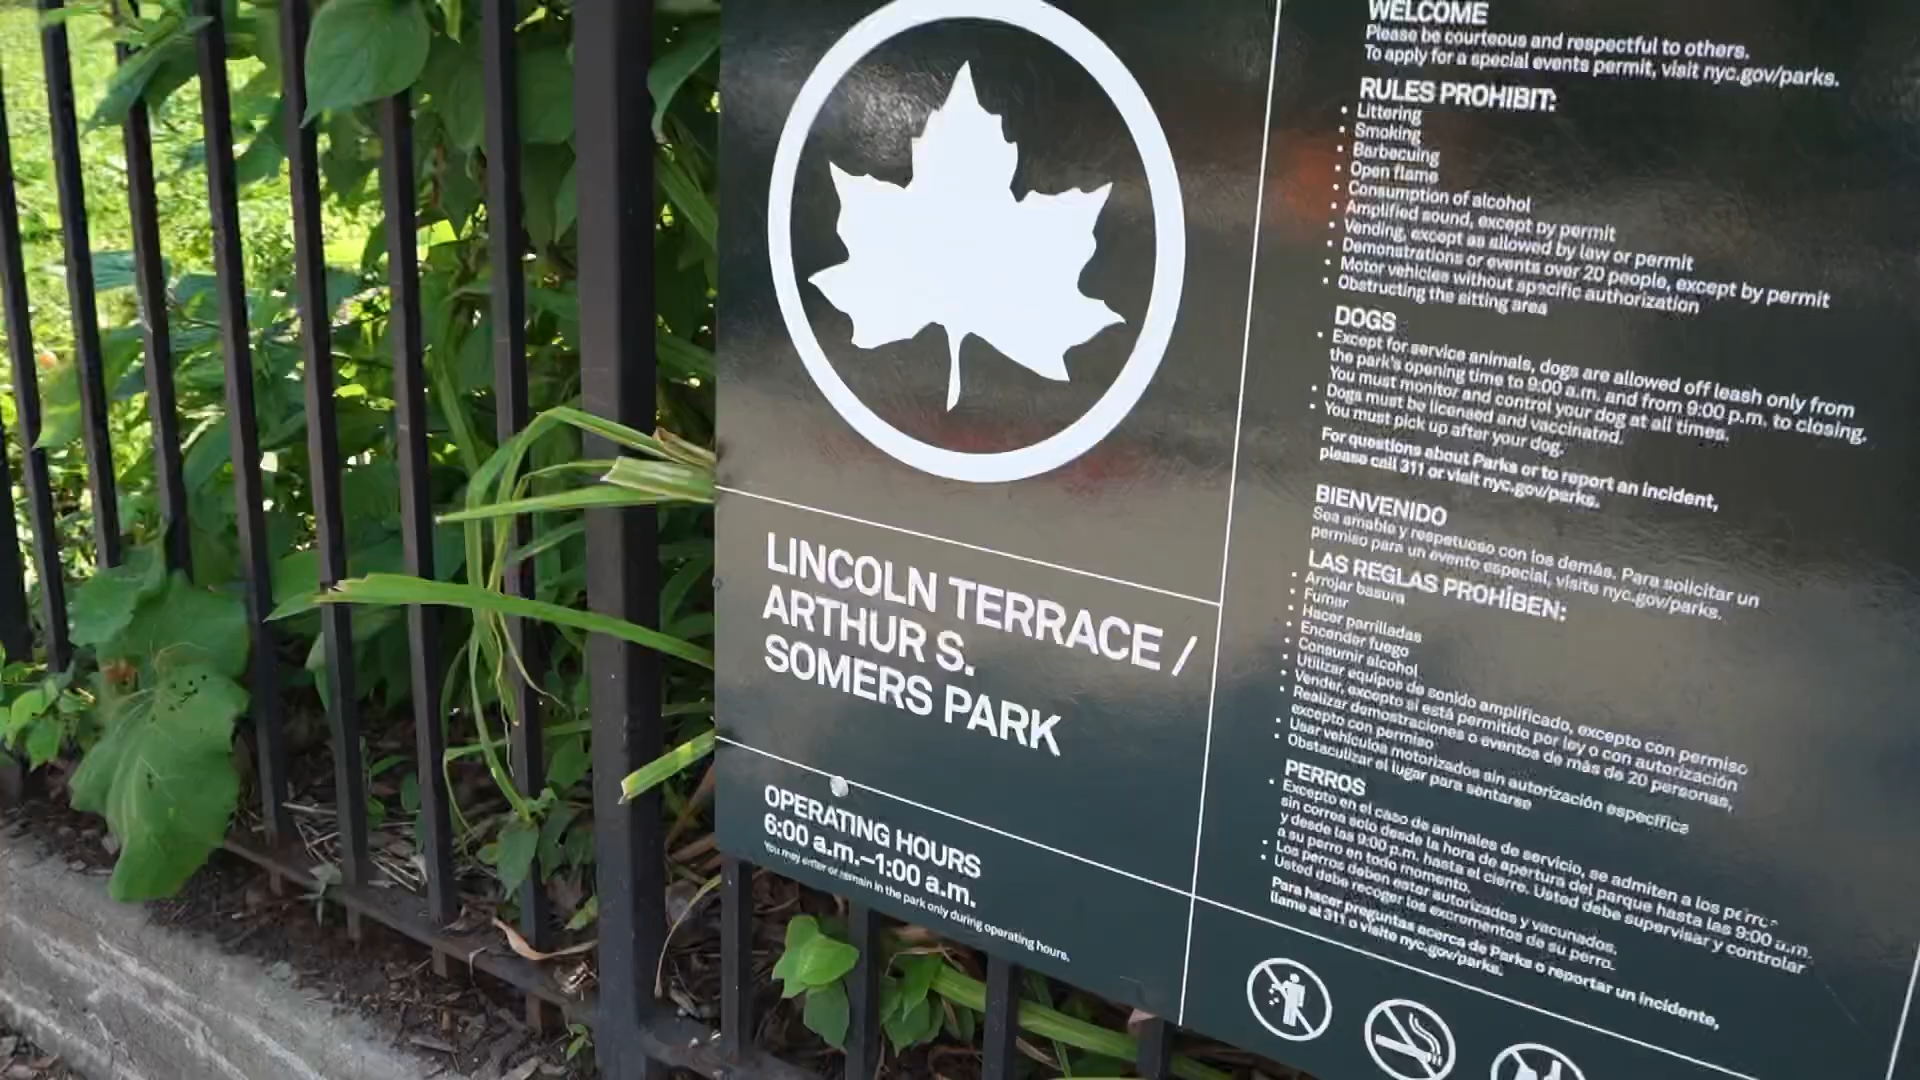 LINCOLN TERRACE /
ARTHUR S.
SOMERS PARK
OPERATING HOURS
6:00 a.m.–1:00 a.m.
You may enter or remain in the park only during operating hours.
WELCOME
Please be courteous and respectful to others.
To apply for a special events permit, visit nyc.gov/parks.
RULES PROHIBIT:
• Littering
• Smoking
• Barbecuing
• Open flame
• Consumption of alcohol
• Amplified sound, except by permit
• Vending, except as allowed by law or permit
• Demonstrations or events over 20 people, except by permit
• Motor vehicles without specific authorization
• Obstructing the sitting area
DOGS
• Except for service animals, dogs are allowed off leash only from
the park's opening time to 9:00 a.m. and from 9:00 p.m. to closing.
You must monitor and control your dog at all times.
• Dogs must be licensed and vaccinated.
• You must pick up after your dog.
For questions about Parks or to report an incident,
please call 311 or visit nyc.gov/parks.
BIENVENIDO
Sea amable y respetuoso con los demás. Para solicitar un
permiso para un evento especial, visite nyc.gov/parks.
LAS REGLAS PROHÍBEN:
• Arrojar basura
• Fumar
• Hacer parrilladas
• Encender fuego
• Consumir alcohol
• Utilizar equipos de sonido amplificado, excepto con permiso
• Vender, excepto si está permitido por ley o con autorización
• Realizar demostraciones o eventos de más de 20 personas,
excepto con permiso
• Usar vehículos motorizados sin autorización específica
• Obstaculizar el lugar para sentarse
PERROS
• Excepto en el caso de animales de servicio, se admiten a los perros
sin correa solo desde la hora de apertura del parque hasta las 9:00 a.m.
y desde las 9:00 p.m. hasta el cierre. Usted debe supervisar y controlar
a su perro en todo momento.
• Los perros deben estar autorizados y vacunados.
• Usted debe recoger los excrementos de su perro.
Para hacer preguntas acerca de Parks o reportar un incidente,
llame al 311 o visite nyc.gov/parks.